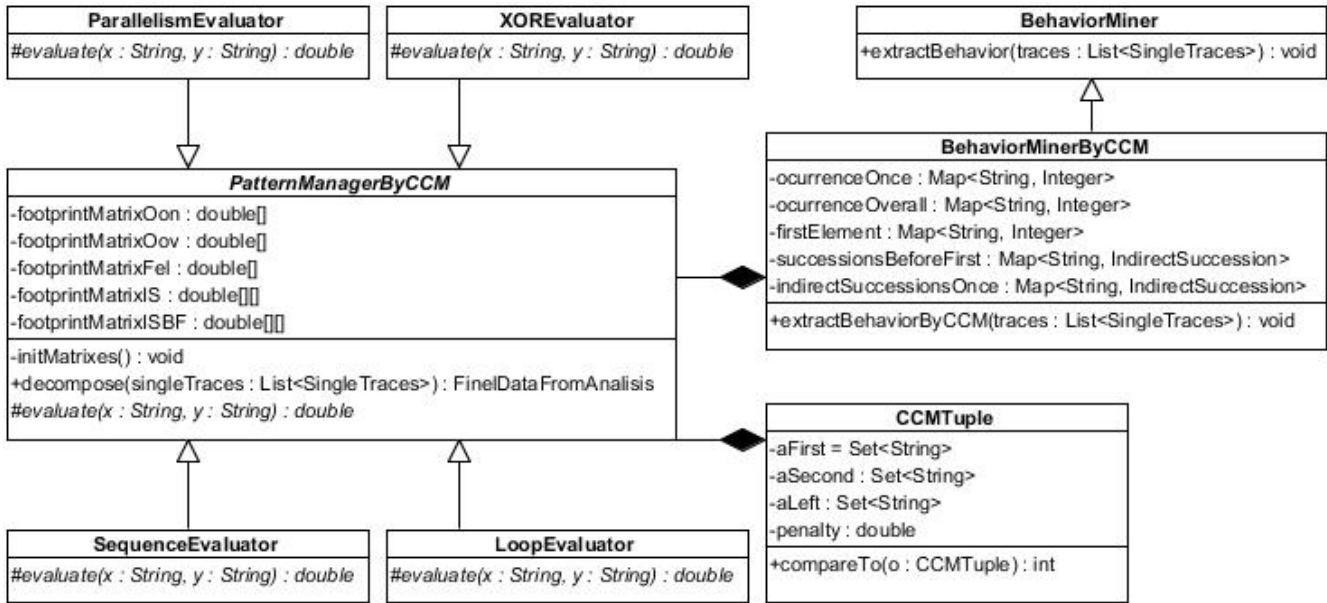 ParallelismEvaluator
#evaluate(x : String, y : String) : double
XOREvaluator
#evaluate(x : String, y : String) : double
BehaviorMiner
+extractBehavior(traces : List<SingleTraces>) : void
PatternManagerByCCM
-footprintMatrixOon : double[]
-footprintMatrixOov : double[]
-footprintMatrixFel : double[]
-footprintMatrixIS : double[][]
-footprintMatrixISBF : double[][]
-initMatrixes() : void
+decompose(singleTraces : List<SingleTraces>) : FinelDataFromAnalisis
#evaluate(x : String, y : String) : double
BehaviorMinerByCCM
-ocurrenceOnce : Map<String, Integer>
-ocurrenceOverall : Map<String, Integer>
-firstElement : Map<String, Integer>
-successionsBeforeFirst : Map<String, IndirectSuccession>
-indirectSuccessionsOnce : Map<String, IndirectSuccession>
+extractBehaviorByCCM(traces : List<SingleTraces>) : void
CCMTuple
-aFirst = Set<String>
-aSecond : Set<String>
-aLeft : Set<String>
-penalty : double
+compareTo(o : CCMTuple) : int
SequenceEvaluator
#evaluate(x : String, y : String) : double
LoopEvaluator
#evaluate(x : String, y : String) : double